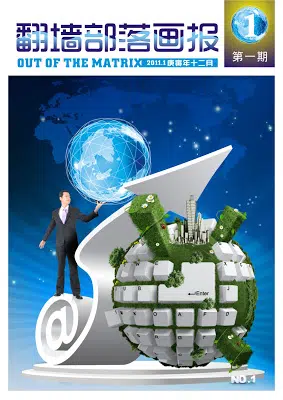 翻墙部落画报
1
OUT OF THE MATRIX 2011.1 庚寅年十二月
第一期
@
Enter
NO.1